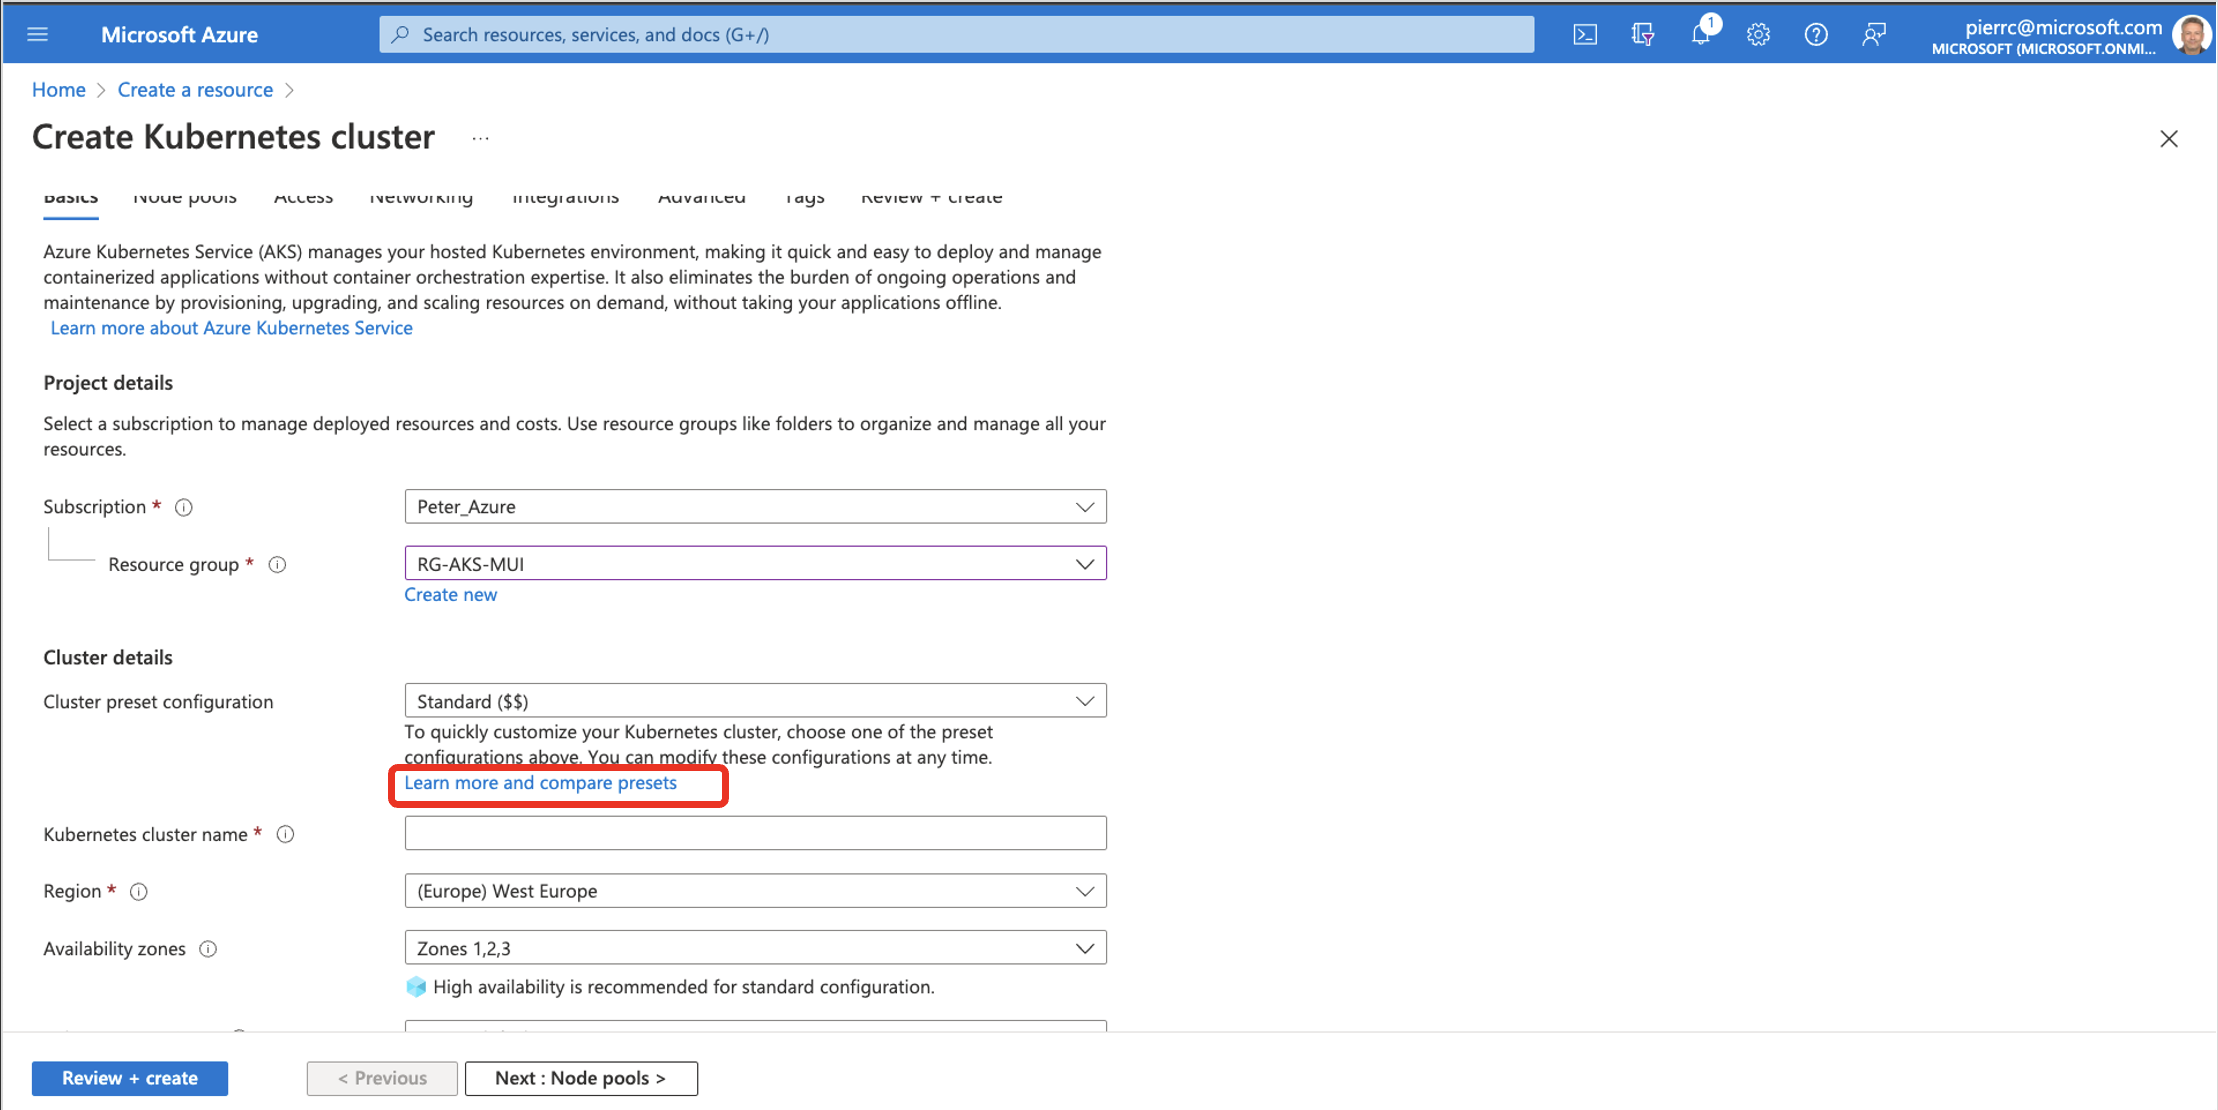 Microsoft Azure
Search resources, services, and docs (G+/)
1
pierrc@microsoft.com
MICROSOFT (MICROSOFT.ONMI...
Home > Create a resource >
Create Kubernetes cluster ...
Basics Node pools Access Networking Integrations Advanced Tags Review + create
Azure Kubernetes Service (AKS) manages your hosted Kubernetes environment, making it quick and easy to deploy and manage
containerized applications without container orchestration expertise. It also eliminates the burden of ongoing operations and
maintenance by provisioning, upgrading, and scaling resources on demand, without taking your applications offline.
Learn more about Azure Kubernetes Service
Project details
Select a subscription to manage deployed resources and costs. Use resource groups like folders to organize and manage all your
resources.
Subscription * Peter_Azure
Resource group * RG-AKS-MUI
Create new
Cluster details
Cluster preset configuration Standard ($$)
To quickly customize your Kubernetes cluster, choose one of the preset
configurations above. You can modify these configurations at any time.
Learn more and compare presets
Kubernetes cluster name *
Region * (Europe) West Europe
Availability zones Zones 1,2,3
High availability is recommended for standard configuration.
Review + create < Previous Next : Node pools >